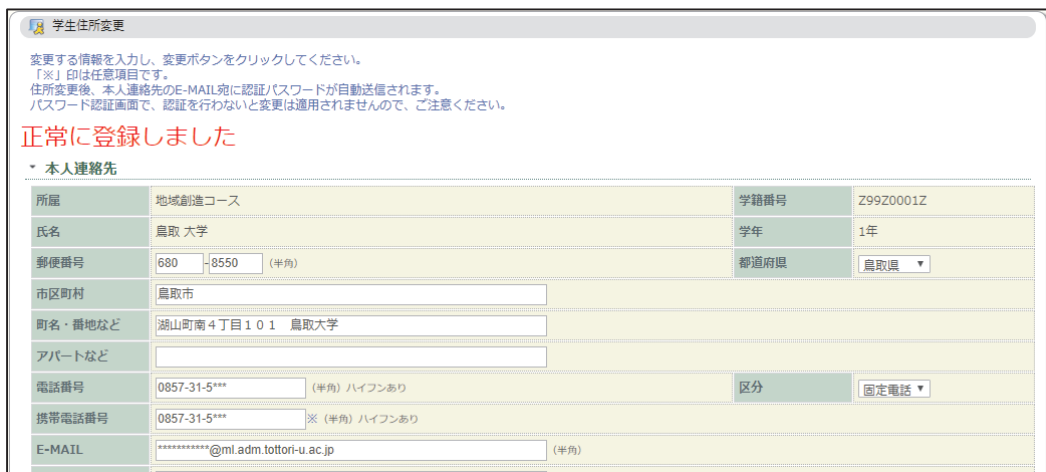 学生住所変更
変更する情報を入力し、変更ボタンをクリックしてください。
「※」印は任意項目です。
住所変更後、本人連絡先のE-MAIL宛に認証パスワードが自動送信されます。
パスワード認証画面で、認証を行わないと変更は適用されませんので、ご注意ください。
正常に登録しました
本人連絡先
所属 地域創造コース 学籍番号 Z99Z0001Z
氏名 鳥取 大学 学年 1年
郵便番号 680 - 8550 (半角) 都道府県 鳥取県
市区町村 鳥取市
町名・番地など 湖山町南4丁目101 鳥取大学
アパートなど
電話番号 0857-31-5*** (半角) ハイフンあり 区分 固定電話
携帯電話番号 0857-31-5*** ※ (半角) ハイフンあり
E-MAIL ***********@ml.adm.tottori-u.ac.jp (半角)